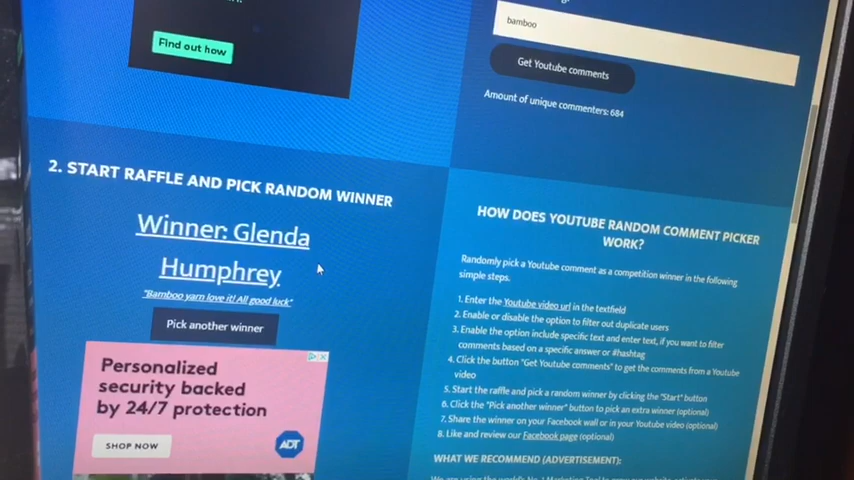 Find out how
bamboo
Get Youtube comments
Amount of unique commenters: 684
2. START RAFFLE AND PICK RANDOM WINNER
Winner: Glenda
Humphrey
"Bamboo yarn love it! All good luck"
Pick another winner
Personalized
security backed
by 24/7 protection
SHOP NOW
ADT
HOW DOES YOUTUBE RANDOM COMMENT PICKER
WORK?
Randomly pick a Youtube comment as a competition winner in the following
simple steps.
1. Enter the Youtube video url in the textfield
2. Enable or disable the option to filter out duplicate users
3. Enable the option include specific text and enter text, if you want to filter
comments based on a specific answer or #hashtag
4. Click the button "Get Youtube comments" to get the comments from a Youtube
video
5. Start the raffle and pick a random winner by clicking the "Start" button
6. Click the "Pick another winner" button to pick an extra winner (optional)
7. Share the winner on your Facebook wall or in your Youtube video (optional)
8. Like and review our Facebook page (optional)
WHAT WE RECOMMEND (ADVERTISEMENT):